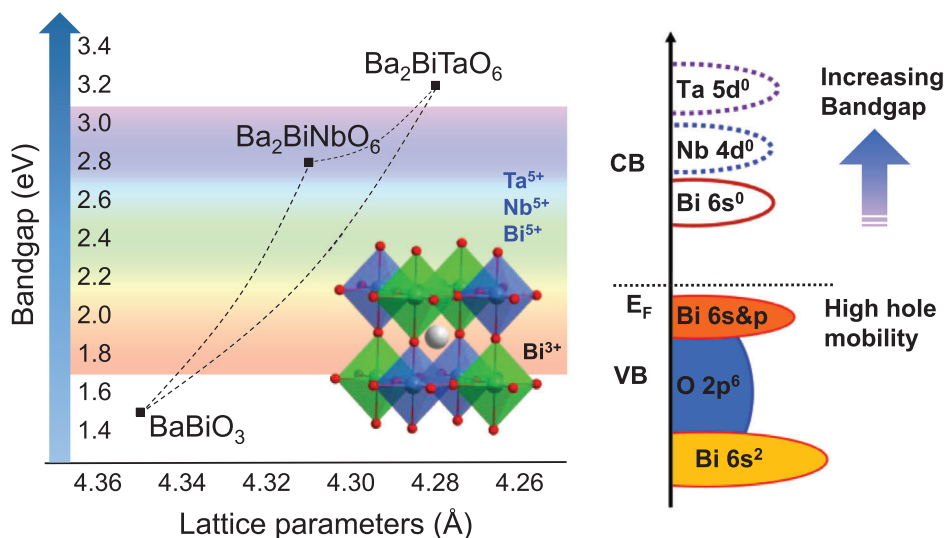 Bandgap (eV)
3.4
3.2
3.0
2.8
2.6
2.4
2.2
2.0
1.8
1.6
1.4
Ba₂BiTaO₆
Ba₂BiNbO₆
BaBiO₃
Ta⁵⁺
Nb⁵⁺
Bi⁵⁺
Bi³⁺
4.36 4.34 4.32 4.30 4.28 4.26
Lattice parameters (Å)
CB
Ta 5d⁰
Nb 4d⁰
Bi 6s⁰
Increasing
Bandgap
E_F
VB
Bi 6s&p
O 2p⁶
Bi 6s²
High hole
mobility